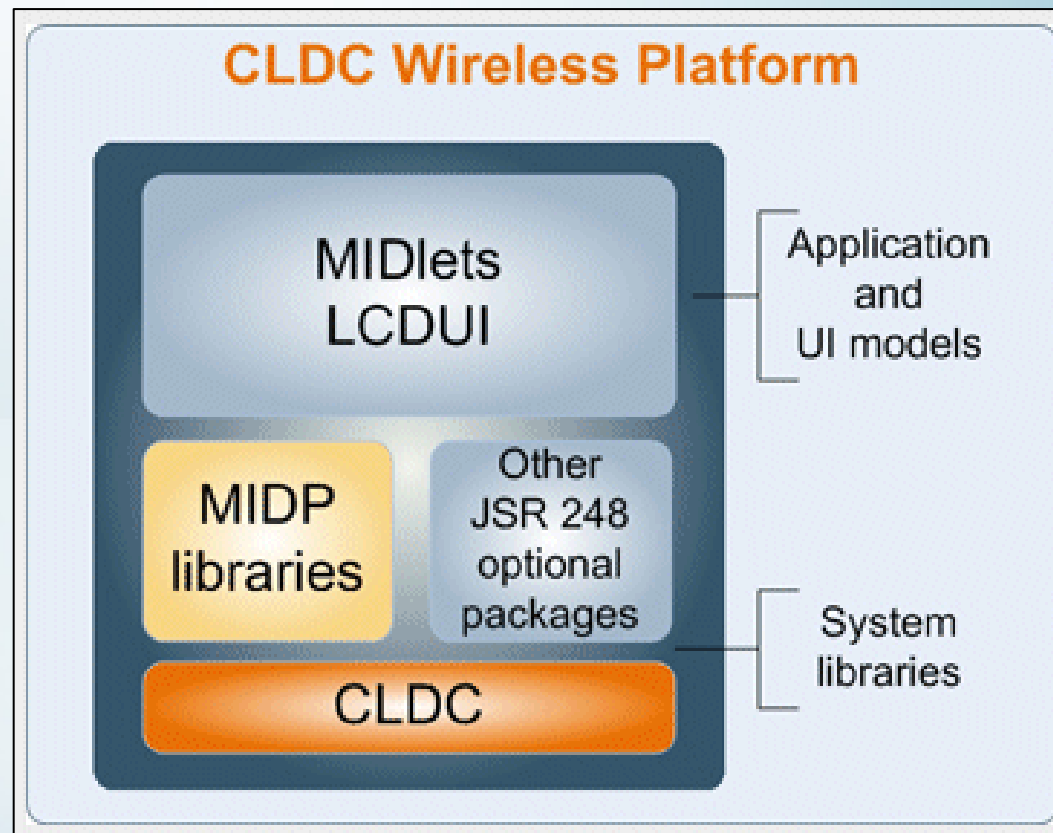 CLDC Wireless Platform
MIDlets
LCDUI
Application
and
UI models
MIDP
libraries
Other
JSR 248
optional
packages
System
libraries
CLDC